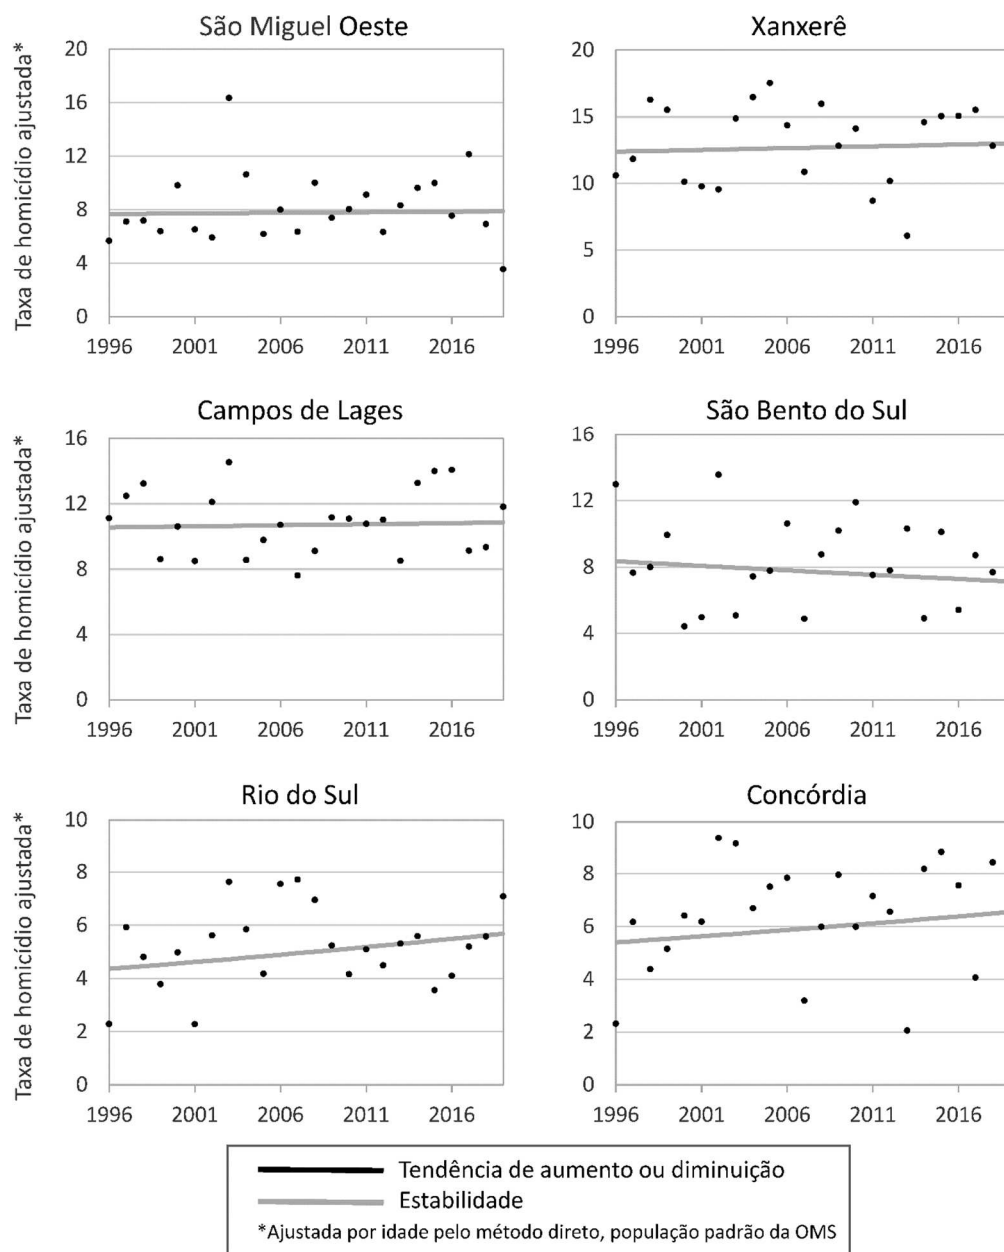 São Miguel Oeste
Taxa de homicídio ajustada*
20
16
12
8
4
0
1996 2001 2006 2011 2016
Xanxerê
20
15
10
5
0
1996 2001 2006 2011 2016
Campos de Lages
Taxa de homicídio ajustada*
16
12
8
4
0
1996 2001 2006 2011 2016
São Bento do Sul
16
12
8
4
0
1996 2001 2006 2011 2016
Rio do Sul
Taxa de homicídio ajustada*
10
8
6
4
2
0
1996 2001 2006 2011 2016
Concórdia
10
8
6
4
2
0
1996 2001 2006 2011 2016
Tendência de aumento ou diminuição
Estabilidade
*Ajustada por idade pelo método direto, população padrão da OMS